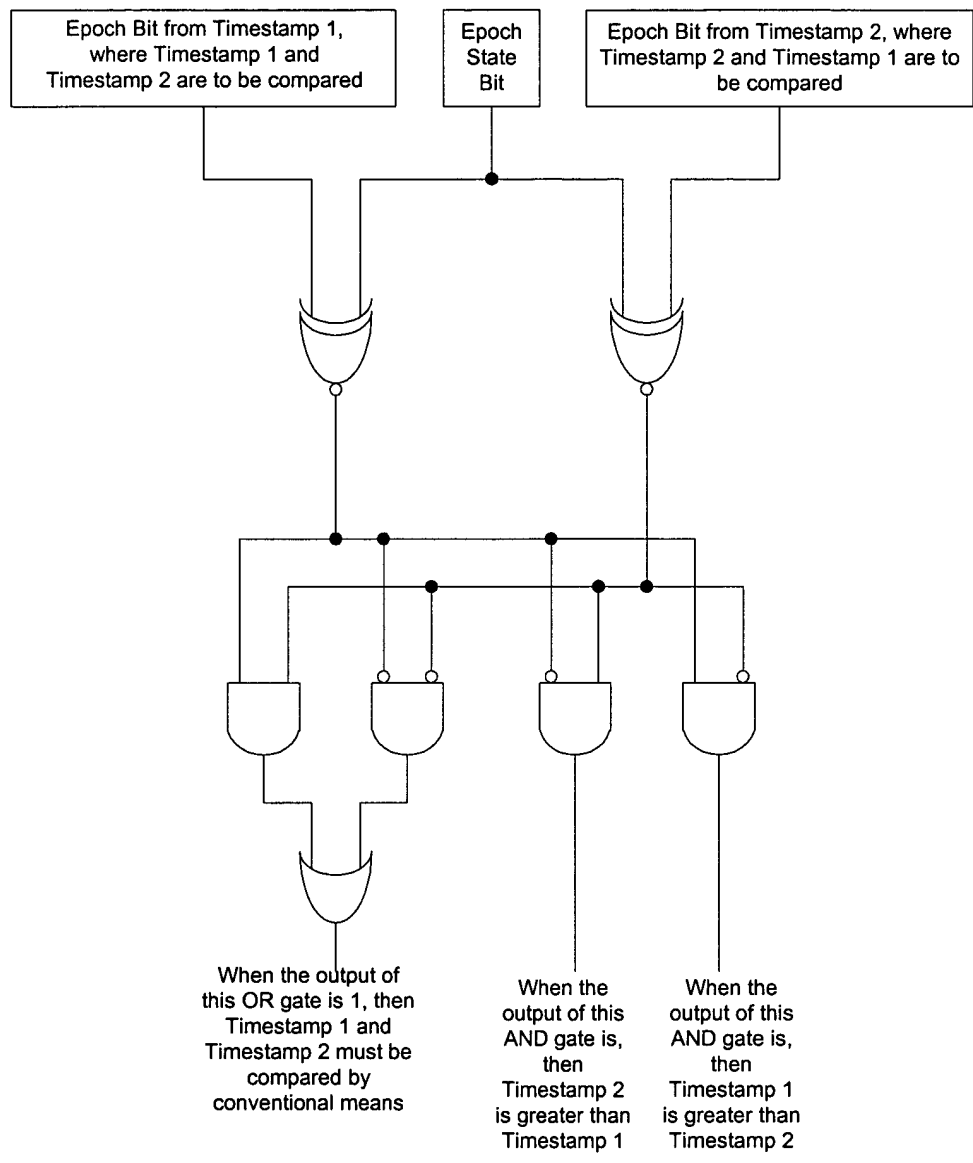 Epoch Bit from Timestamp 1,
where Timestamp 1 and
Timestamp 2 are to be compared
Epoch
State
Bit
Epoch Bit from Timestamp 2, where
Timestamp 2 and Timestamp 1 are to
be compared
When the output of
this OR gate is 1, then
Timestamp 1 and
Timestamp 2 must be
compared by
conventional means
When the
output of this
AND gate is,
then
Timestamp 2
is greater than
Timestamp 1
When the
output of this
AND gate is,
then
Timestamp 1
is greater than
Timestamp 2